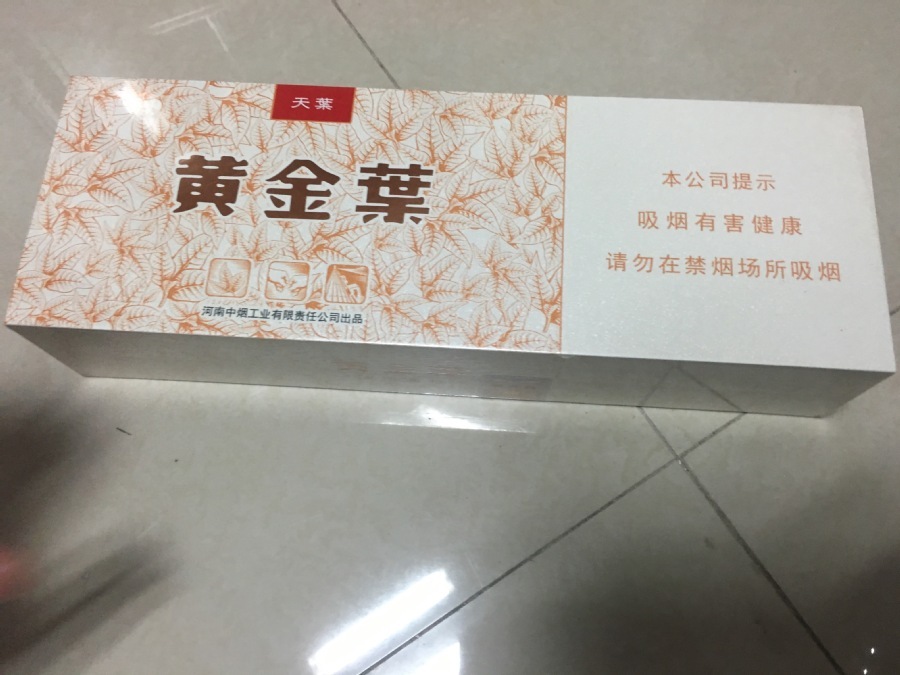 天葉
黄金葉
河南中烟工业有限责任公司出品
本公司提示
吸烟有害健康
请勿在禁烟场所吸烟